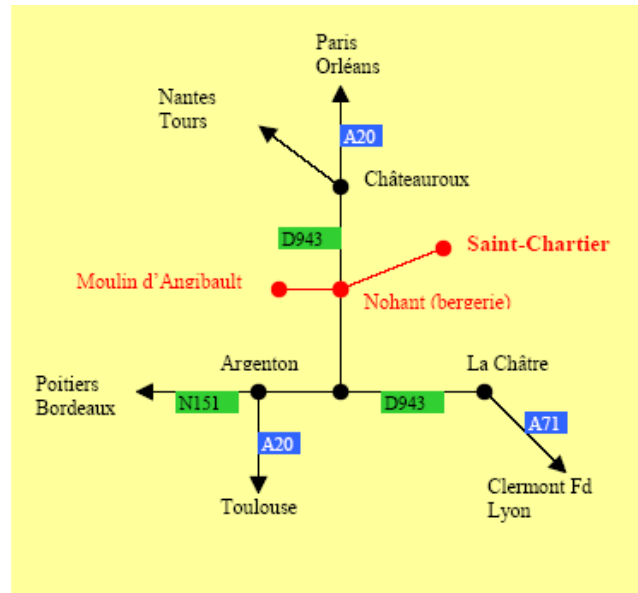 Paris
Orléans
Nantes
Tours
A20
Châteauroux
D943
Saint-Chartier
Moulin d'Angibault
Nohant (bergerie)
Argenton
La Châtre
Poitiers
Bordeaux
N151
D943
A20
A71
Toulouse
Clermont Fd
Lyon